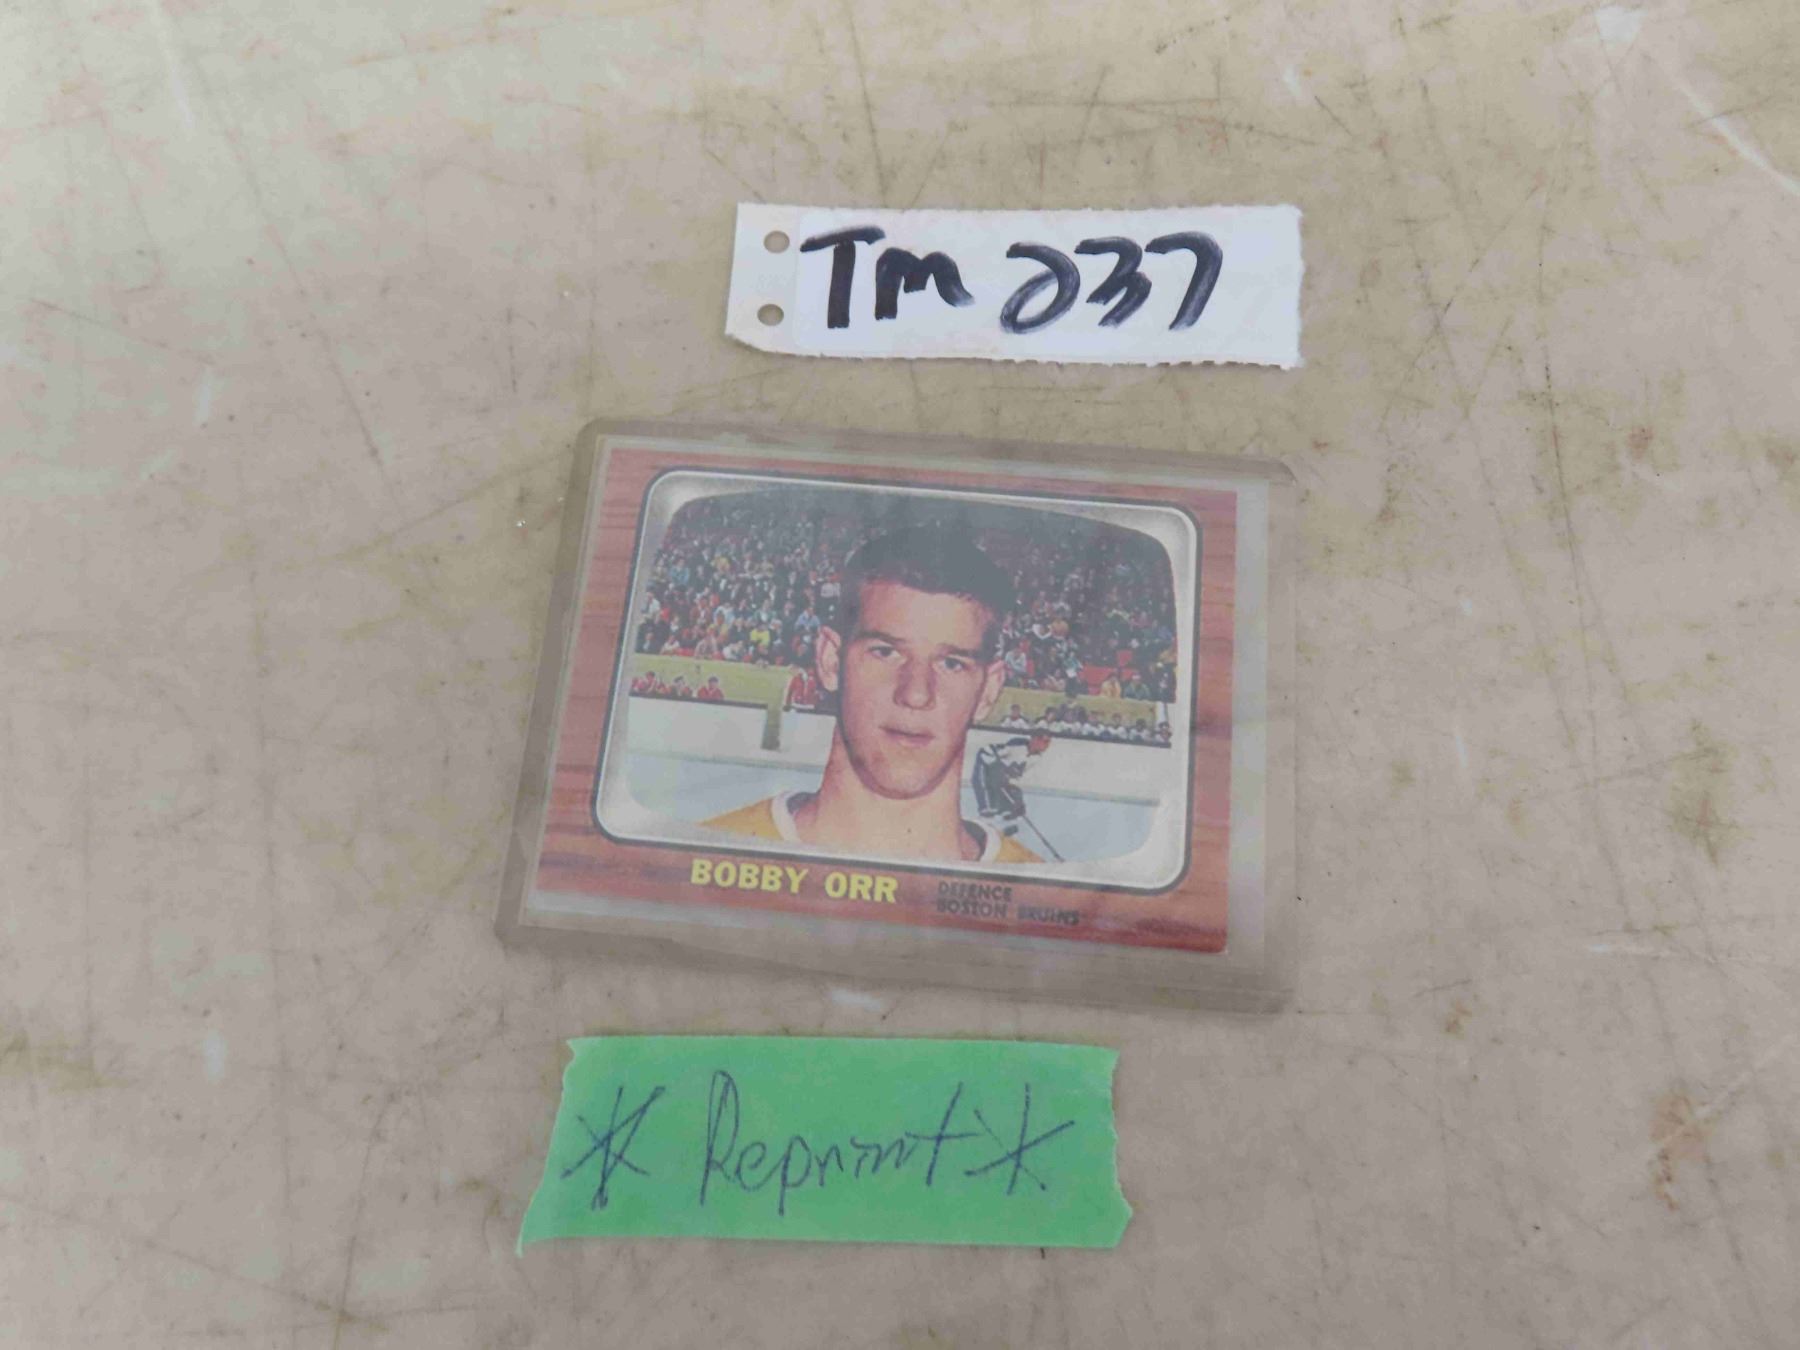 Tm 237
BOBBY ORR
DEFENCE
BOSTON BRUINS
* Reprint *